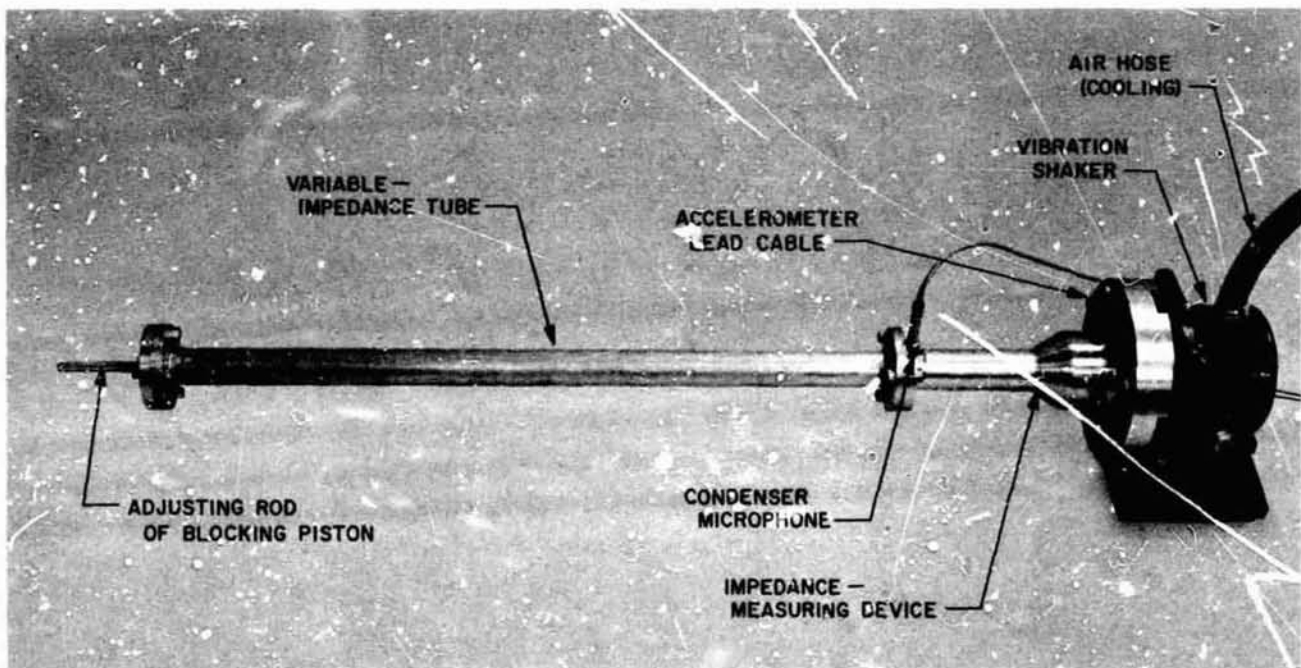 AIR HOSE
(COOLING)
VIBRATION
SHAKER
VARIABLE —
IMPEDANCE TUBE
ACCELEROMETER
LEAD CABLE
ADJUSTING ROD
OF BLOCKING PISTON
CONDENSER
MICROPHONE
IMPEDANCE —
MEASURING DEVICE